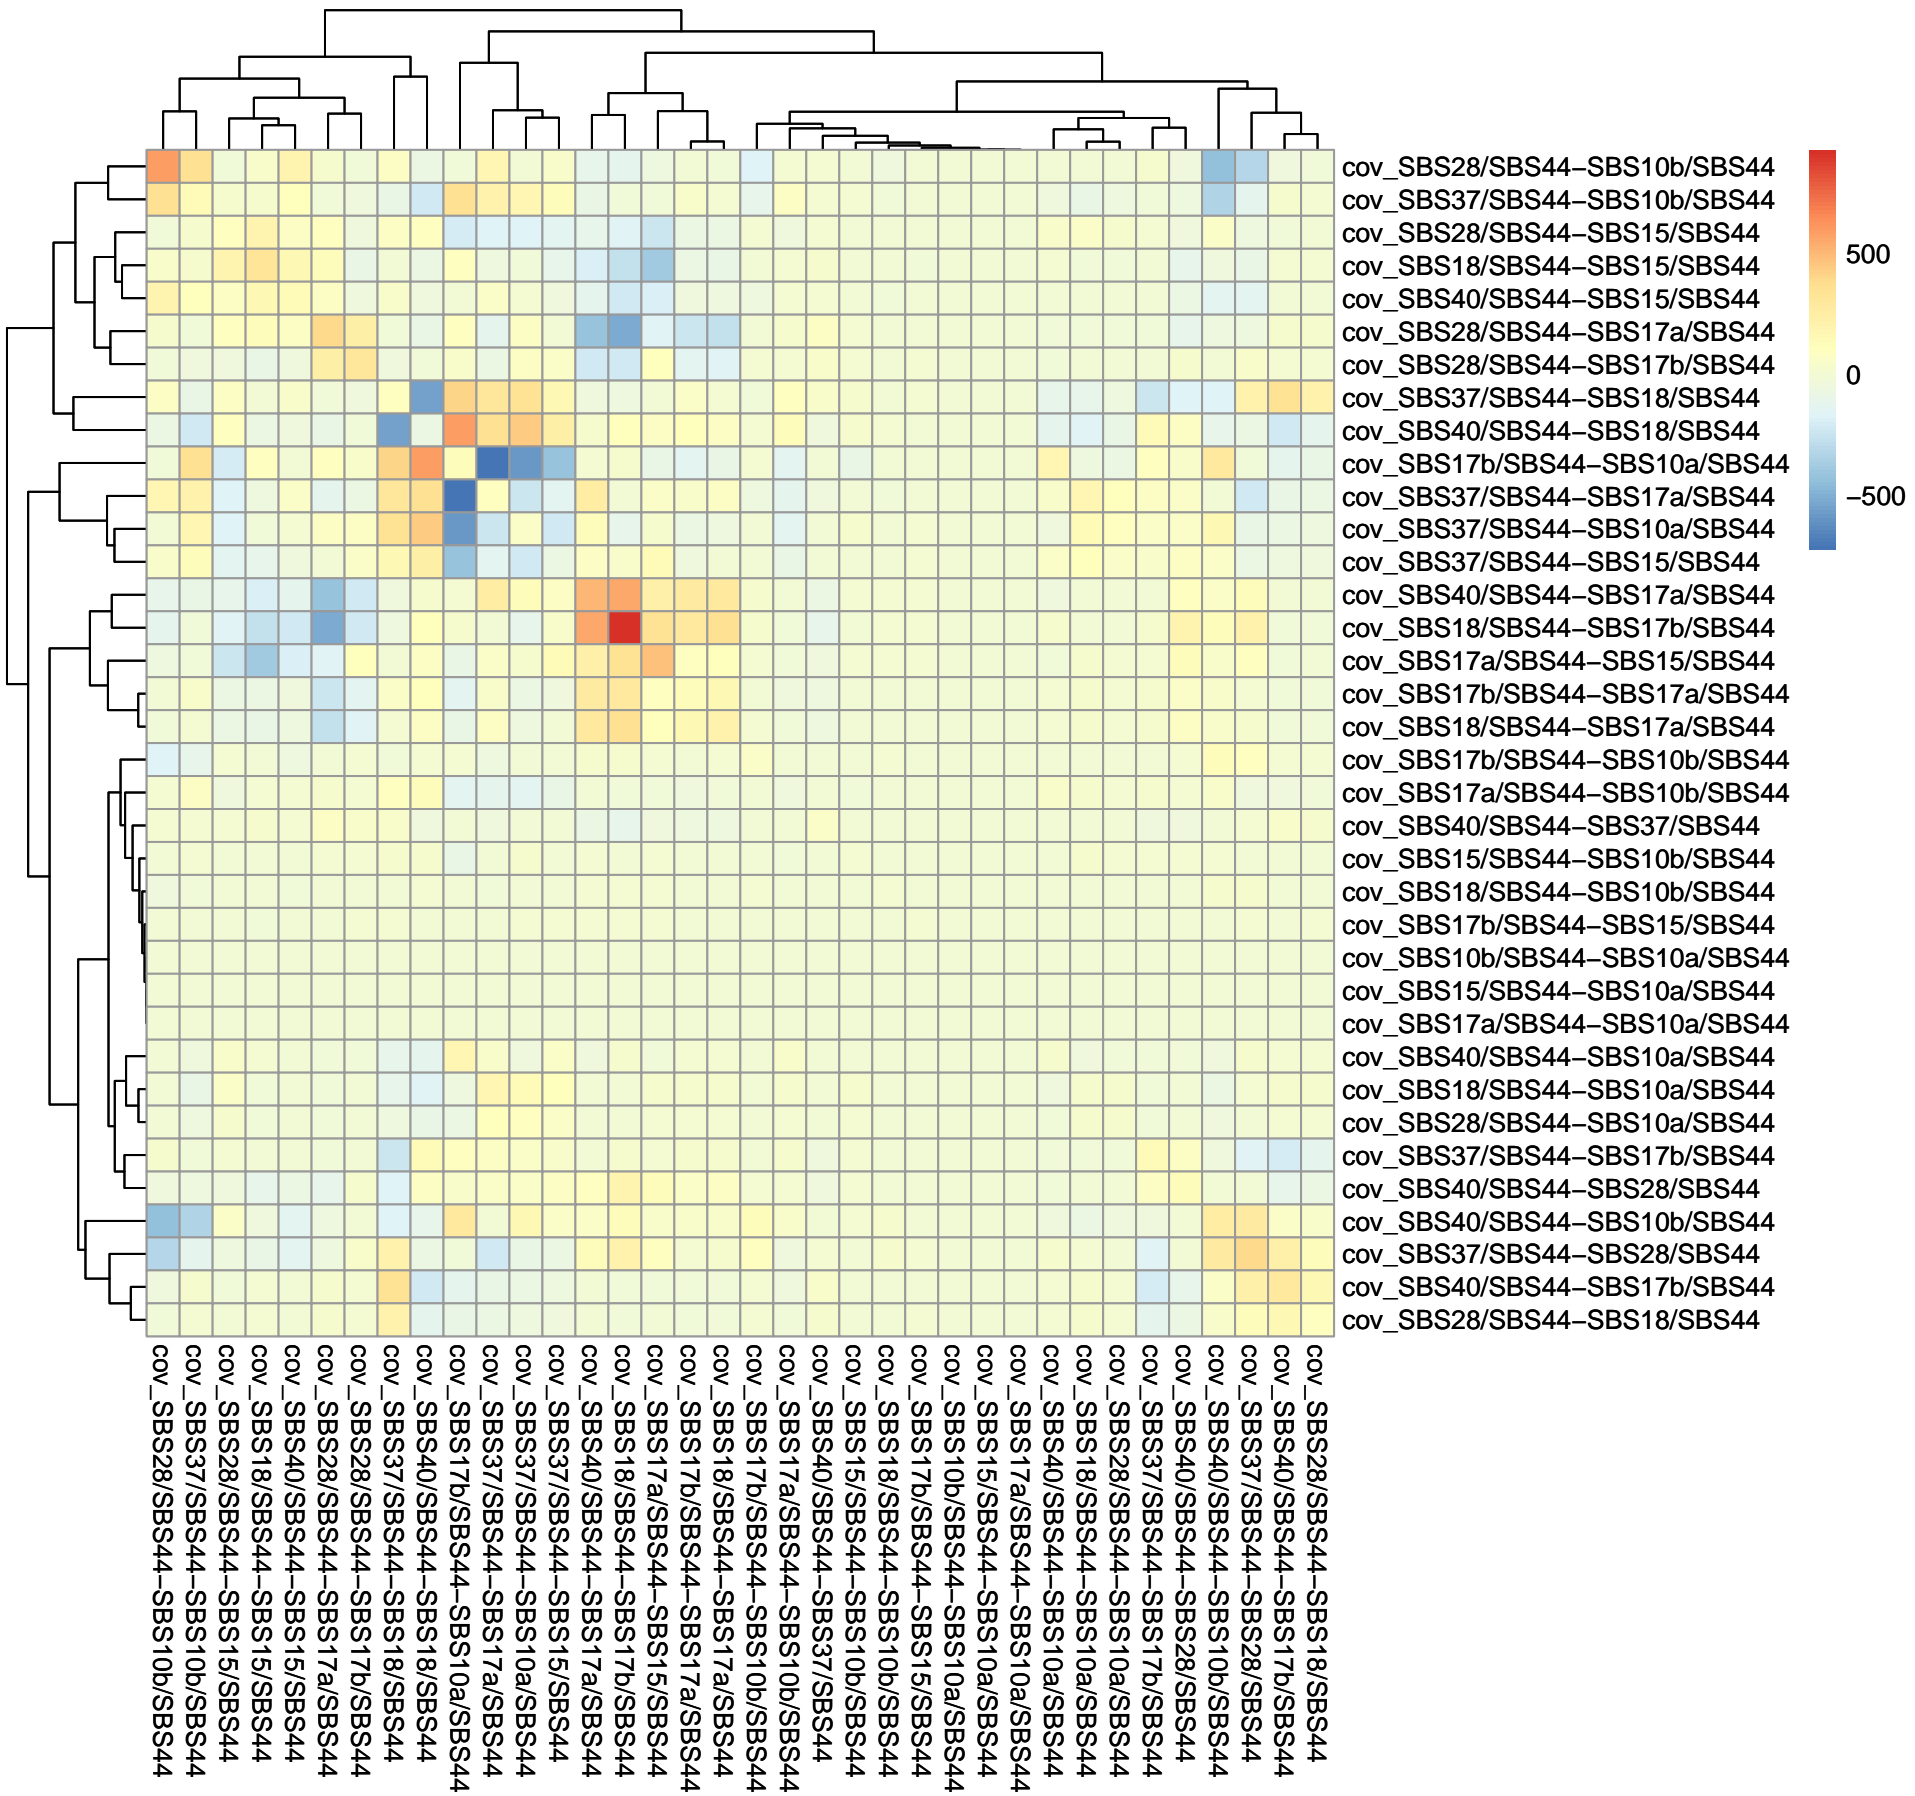 cov_SBS28/SBS44−SBS10b/SBS44
cov_SBS37/SBS44−SBS10b/SBS44
cov_SBS28/SBS44−SBS15/SBS44
cov_SBS18/SBS44−SBS15/SBS44
cov_SBS40/SBS44−SBS15/SBS44
cov_SBS28/SBS44−SBS17a/SBS44
cov_SBS28/SBS44−SBS17b/SBS44
cov_SBS37/SBS44−SBS18/SBS44
cov_SBS40/SBS44−SBS18/SBS44
cov_SBS17b/SBS44−SBS10a/SBS44
cov_SBS37/SBS44−SBS17a/SBS44
cov_SBS37/SBS44−SBS10a/SBS44
cov_SBS37/SBS44−SBS15/SBS44
cov_SBS40/SBS44−SBS17a/SBS44
cov_SBS18/SBS44−SBS17b/SBS44
cov_SBS17a/SBS44−SBS15/SBS44
cov_SBS17b/SBS44−SBS17a/SBS44
cov_SBS18/SBS44−SBS17a/SBS44
cov_SBS17b/SBS44−SBS10b/SBS44
cov_SBS17a/SBS44−SBS10b/SBS44
cov_SBS40/SBS44−SBS37/SBS44
cov_SBS15/SBS44−SBS10b/SBS44
cov_SBS18/SBS44−SBS10b/SBS44
cov_SBS17b/SBS44−SBS15/SBS44
cov_SBS10b/SBS44−SBS10a/SBS44
cov_SBS15/SBS44−SBS10a/SBS44
cov_SBS17a/SBS44−SBS10a/SBS44
cov_SBS40/SBS44−SBS10a/SBS44
cov_SBS18/SBS44−SBS10a/SBS44
cov_SBS28/SBS44−SBS10a/SBS44
cov_SBS37/SBS44−SBS17b/SBS44
cov_SBS40/SBS44−SBS28/SBS44
cov_SBS40/SBS44−SBS10b/SBS44
cov_SBS37/SBS44−SBS28/SBS44
cov_SBS40/SBS44−SBS17b/SBS44
cov_SBS28/SBS44−SBS18/SBS44
500
0
−500
cov_SBS28/SBS44−SBS10b/SBS44
cov_SBS37/SBS44−SBS10b/SBS44
cov_SBS28/SBS44−SBS15/SBS44
cov_SBS18/SBS44−SBS15/SBS44
cov_SBS40/SBS44−SBS15/SBS44
cov_SBS28/SBS44−SBS17a/SBS44
cov_SBS28/SBS44−SBS17b/SBS44
cov_SBS37/SBS44−SBS18/SBS44
cov_SBS40/SBS44−SBS18/SBS44
cov_SBS17b/SBS44−SBS10a/SBS44
cov_SBS37/SBS44−SBS17a/SBS44
cov_SBS37/SBS44−SBS10a/SBS44
cov_SBS37/SBS44−SBS15/SBS44
cov_SBS40/SBS44−SBS17a/SBS44
cov_SBS18/SBS44−SBS17b/SBS44
cov_SBS17a/SBS44−SBS15/SBS44
cov_SBS17b/SBS44−SBS17a/SBS44
cov_SBS18/SBS44−SBS17a/SBS44
cov_SBS17b/SBS44−SBS10b/SBS44
cov_SBS17a/SBS44−SBS10b/SBS44
cov_SBS40/SBS44−SBS37/SBS44
cov_SBS15/SBS44−SBS10b/SBS44
cov_SBS18/SBS44−SBS10b/SBS44
cov_SBS17b/SBS44−SBS15/SBS44
cov_SBS10b/SBS44−SBS10a/SBS44
cov_SBS15/SBS44−SBS10a/SBS44
cov_SBS17a/SBS44−SBS10a/SBS44
cov_SBS40/SBS44−SBS10a/SBS44
cov_SBS18/SBS44−SBS10a/SBS44
cov_SBS28/SBS44−SBS10a/SBS44
cov_SBS37/SBS44−SBS17b/SBS44
cov_SBS40/SBS44−SBS28/SBS44
cov_SBS40/SBS44−SBS10b/SBS44
cov_SBS37/SBS44−SBS28/SBS44
cov_SBS40/SBS44−SBS17b/SBS44
cov_SBS28/SBS44−SBS18/SBS44